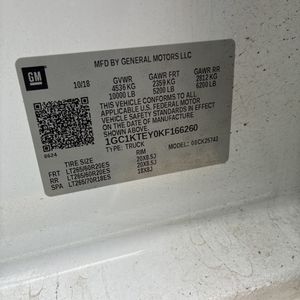 GM
MFD BY GENERAL MOTORS LLC
10/18 GVWR GAWR FRT GAWR RR
4536 KG 2359 KG 2812 KG
10000 LB 5200 LB 6200 LB
THIS VEHICLE CONFORMS TO ALL
APPLICABLE U.S. FEDERAL MOTOR
VEHICLE SAFETY STANDARDS IN
EFFECT ON THE DATE OF
MANUFACTURE SHOWN ABOVE.
1GC1KTEY0KF166260
TYPE: TRUCK MODEL:
0624
TIRE SIZE RIM
FRT LT265/60R20ES 20X8.5J
RR LT265/60R20ES 20X8.5J
SPA LT265/70R18ES 18X8J